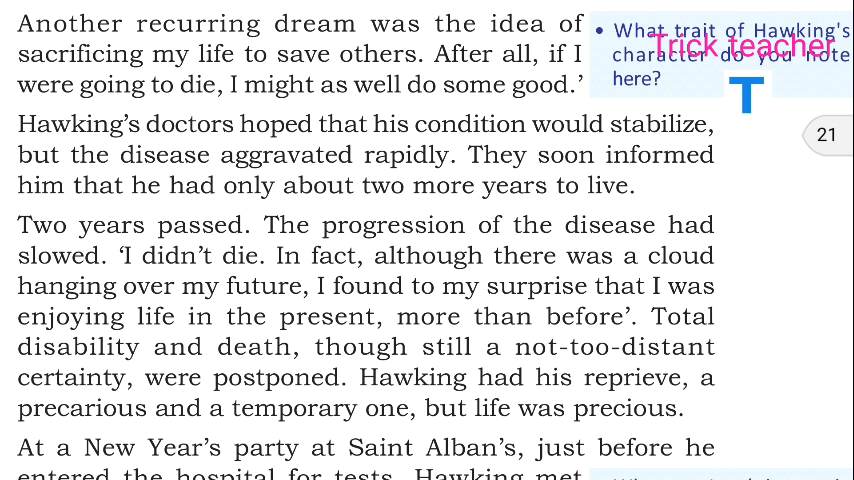 Another recurring dream was the idea of
sacrificing my life to save others. After all, if I
were going to die, I might as well do some good.’
• What trait of Hawking's
character do you note
here?
Trick teacher
T
21
Hawking’s doctors hoped that his condition would stabilize,
but the disease aggravated rapidly. They soon informed
him that he had only about two more years to live.
Two years passed. The progression of the disease had
slowed. ‘I didn’t die. In fact, although there was a cloud
hanging over my future, I found to my surprise that I was
enjoying life in the present, more than before’. Total
disability and death, though still a not-too-distant
certainty, were postponed. Hawking had his reprieve, a
precarious and a temporary one, but life was precious.
At a New Year’s party at Saint Alban’s, just before he
entered the hospital for tests, Hawking met